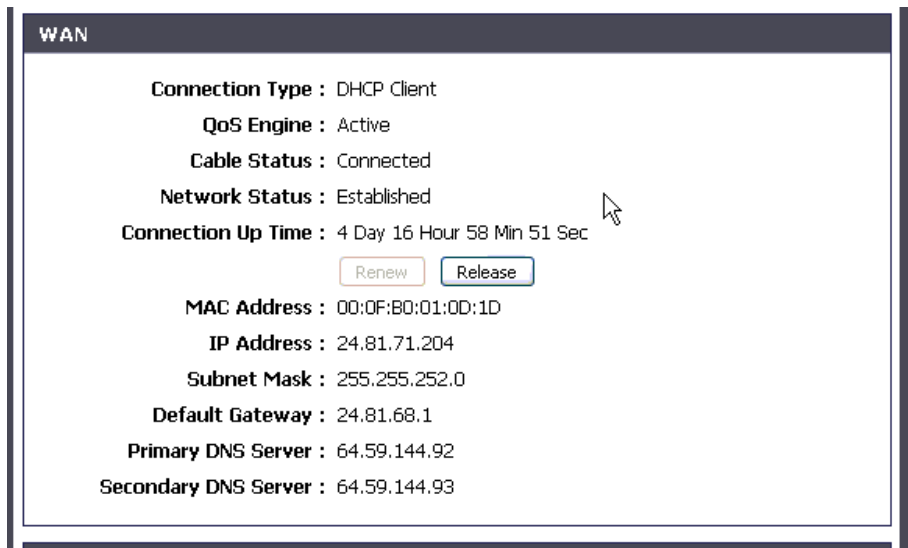 WAN
Connection Type : DHCP Client
QoS Engine : Active
Cable Status : Connected
Network Status : Established
Connection Up Time : 4 Day 16 Hour 58 Min 51 Sec
Renew Release
MAC Address : 00:0F:B0:01:0D:1D
IP Address : 24.81.71.204
Subnet Mask : 255.255.252.0
Default Gateway : 24.81.68.1
Primary DNS Server : 64.59.144.92
Secondary DNS Server : 64.59.144.93